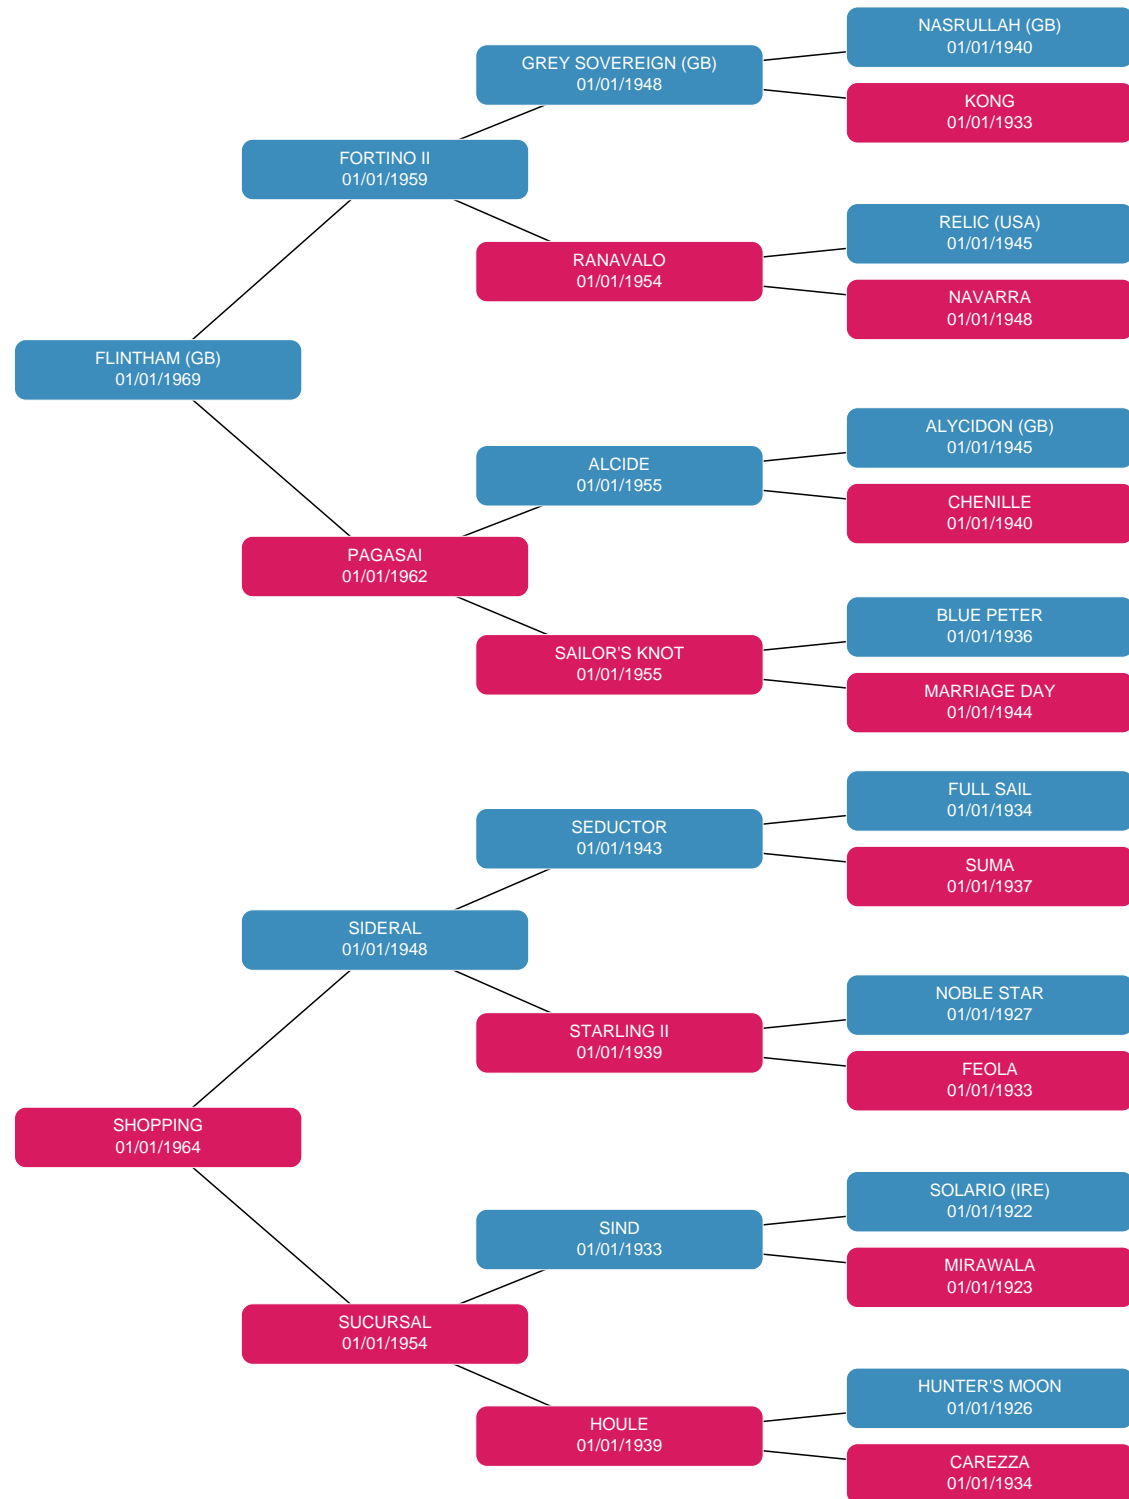 NASRULLAH (GB)
01/01/1940
GREY SOVEREIGN (GB)
01/01/1948
KONG
01/01/1933
FORTINO II
01/01/1959
RELIC (USA)
01/01/1945
RANAVALO
01/01/1954
NAVARRA
01/01/1948
FLINTHAM (GB)
01/01/1969
ALYCIDON (GB)
01/01/1945
ALCIDE
01/01/1955
CHENILLE
01/01/1940
PAGASAI
01/01/1962
BLUE PETER
01/01/1936
SAILOR'S KNOT
01/01/1955
MARRIAGE DAY
01/01/1944
FULL SAIL
01/01/1934
SEDUCTOR
01/01/1943
SUMA
01/01/1937
SIDERAL
01/01/1948
NOBLE STAR
01/01/1927
STARLING II
01/01/1939
FEOLA
01/01/1933
SHOPPING
01/01/1964
SOLARIO (IRE)
01/01/1922
SIND
01/01/1933
MIRAWALA
01/01/1923
SUCURSAL
01/01/1954
HUNTER'S MOON
01/01/1926
HOULE
01/01/1939
CAREZZA
01/01/1934